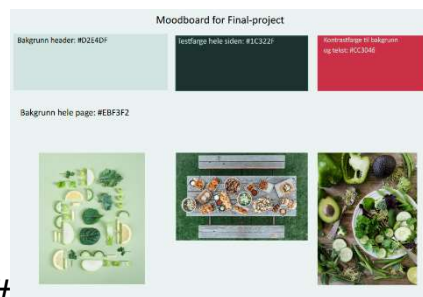 Moodboard for Final-project
Bakgrunn header: #D2E4DF
Testfarge hele siden: #1C322F
Kontrastfarge til bakgrunn
og tekst: #CC3046
Bakgrunn hele page: #EBF3F2
#